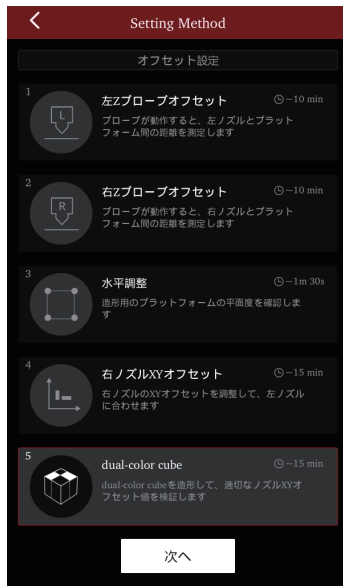 Setting Method
オフセット設定
1
左Zプローブオフセット
~10 min
L
プローブが動作すると、左ノズルとプラット
フォーム間の距離を測定します
2
右Zプローブオフセット
~10 min
R
プローブが動作すると、右ノズルとプラット
フォーム間の距離を測定します
3
水平調整
~1m 30s
造形用のプラットフォームの平面度を確認しま
す
4
右ノズルXYオフセット
~15 min
右ノズルのXYオフセットを調整して、左ノズル
に合わせます
5
dual-color cube
~15 min
dual-color cubeを造形して、適切なノズルXYオ
フセット値を検証します
次へ